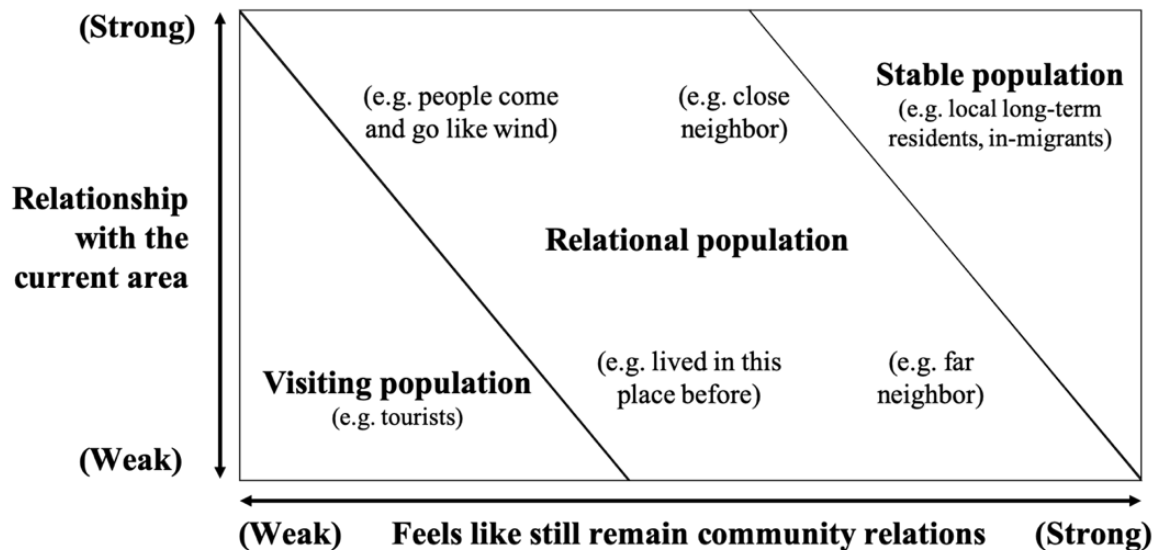 (Strong)
Relationship
with the
current area
(Weak)
(e.g. people come
and go like wind)
(e.g. close
neighbor)
Stable population
(e.g. local long-term
residents, in-migrants)
Relational population
Visiting population
(e.g. tourists)
(e.g. lived in this
place before)
(e.g. far
neighbor)
(Weak) Feels like still remain community relations (Strong)